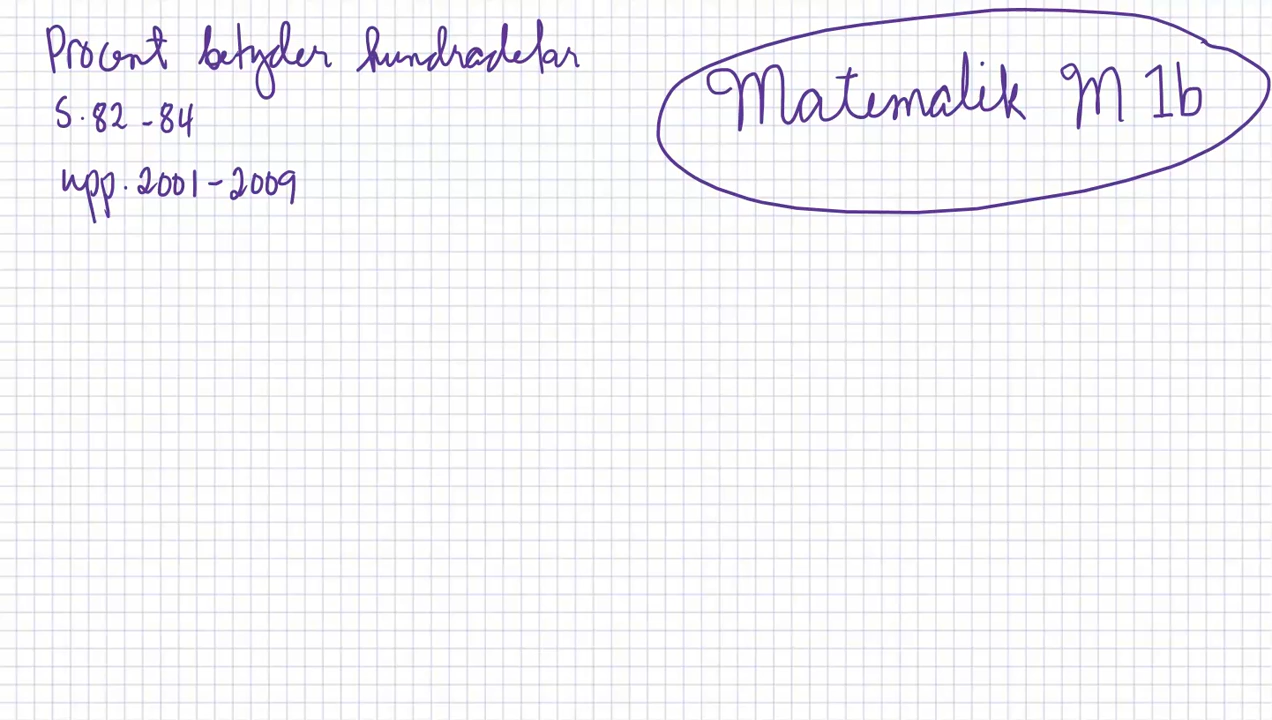 Procent betyder hundradelar
S. 82 - 84
upp. 2001 - 2009
Matematik M 1b